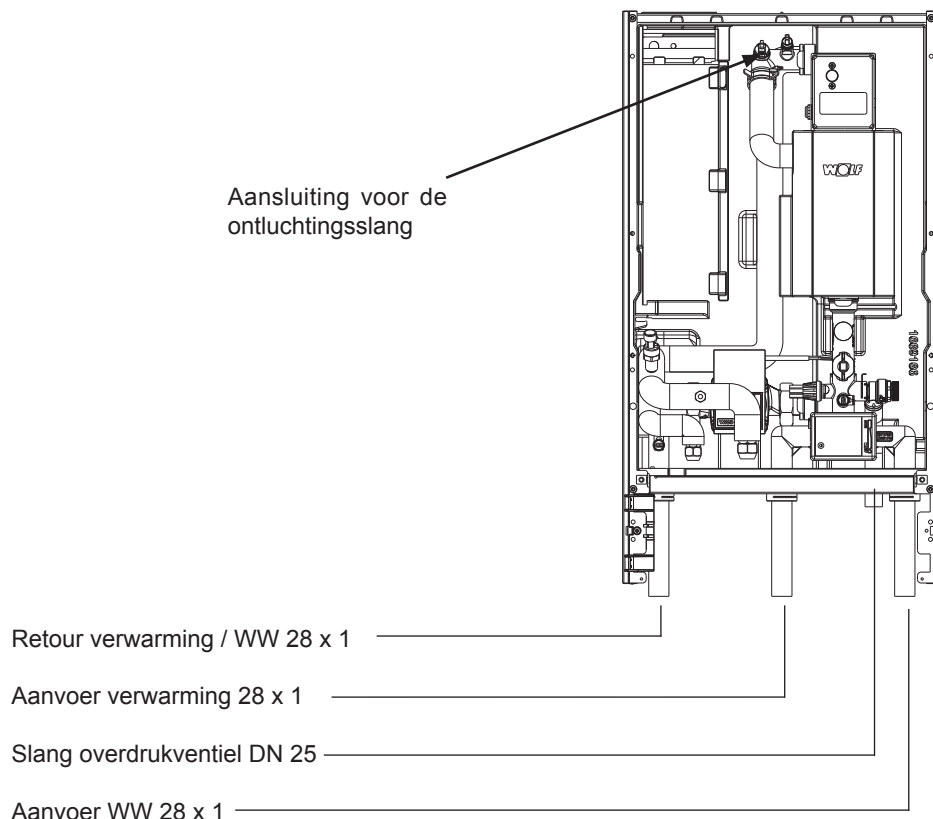 WOLF
Aansluiting voor de
ontluchtingsslang
16669166
Retour verwarming / WW 28 x 1
Aanvoer verwarming 28 x 1
Slang overdrukventiel DN 25
Aanvoer WW 28 x 1